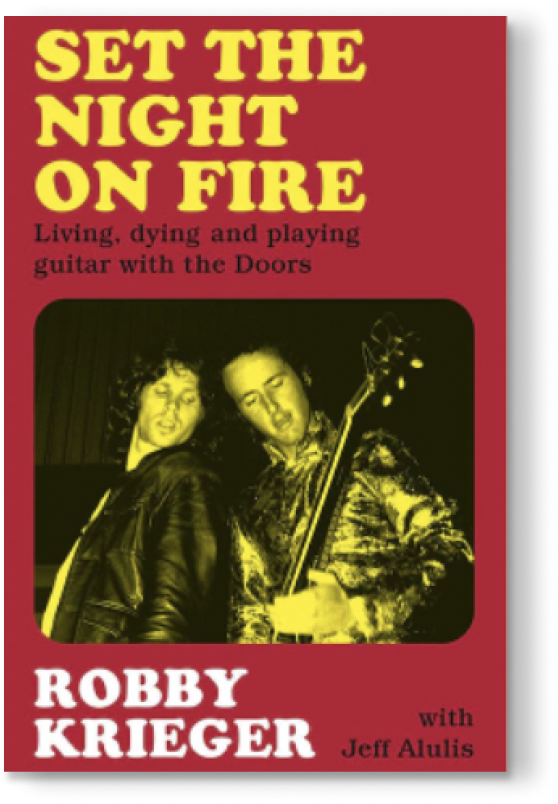 SET THE
NIGHT
ON FIRE
Living, dying and playing
guitar with the Doors
ROBBY
KRIEGER
with
Jeff Alulis